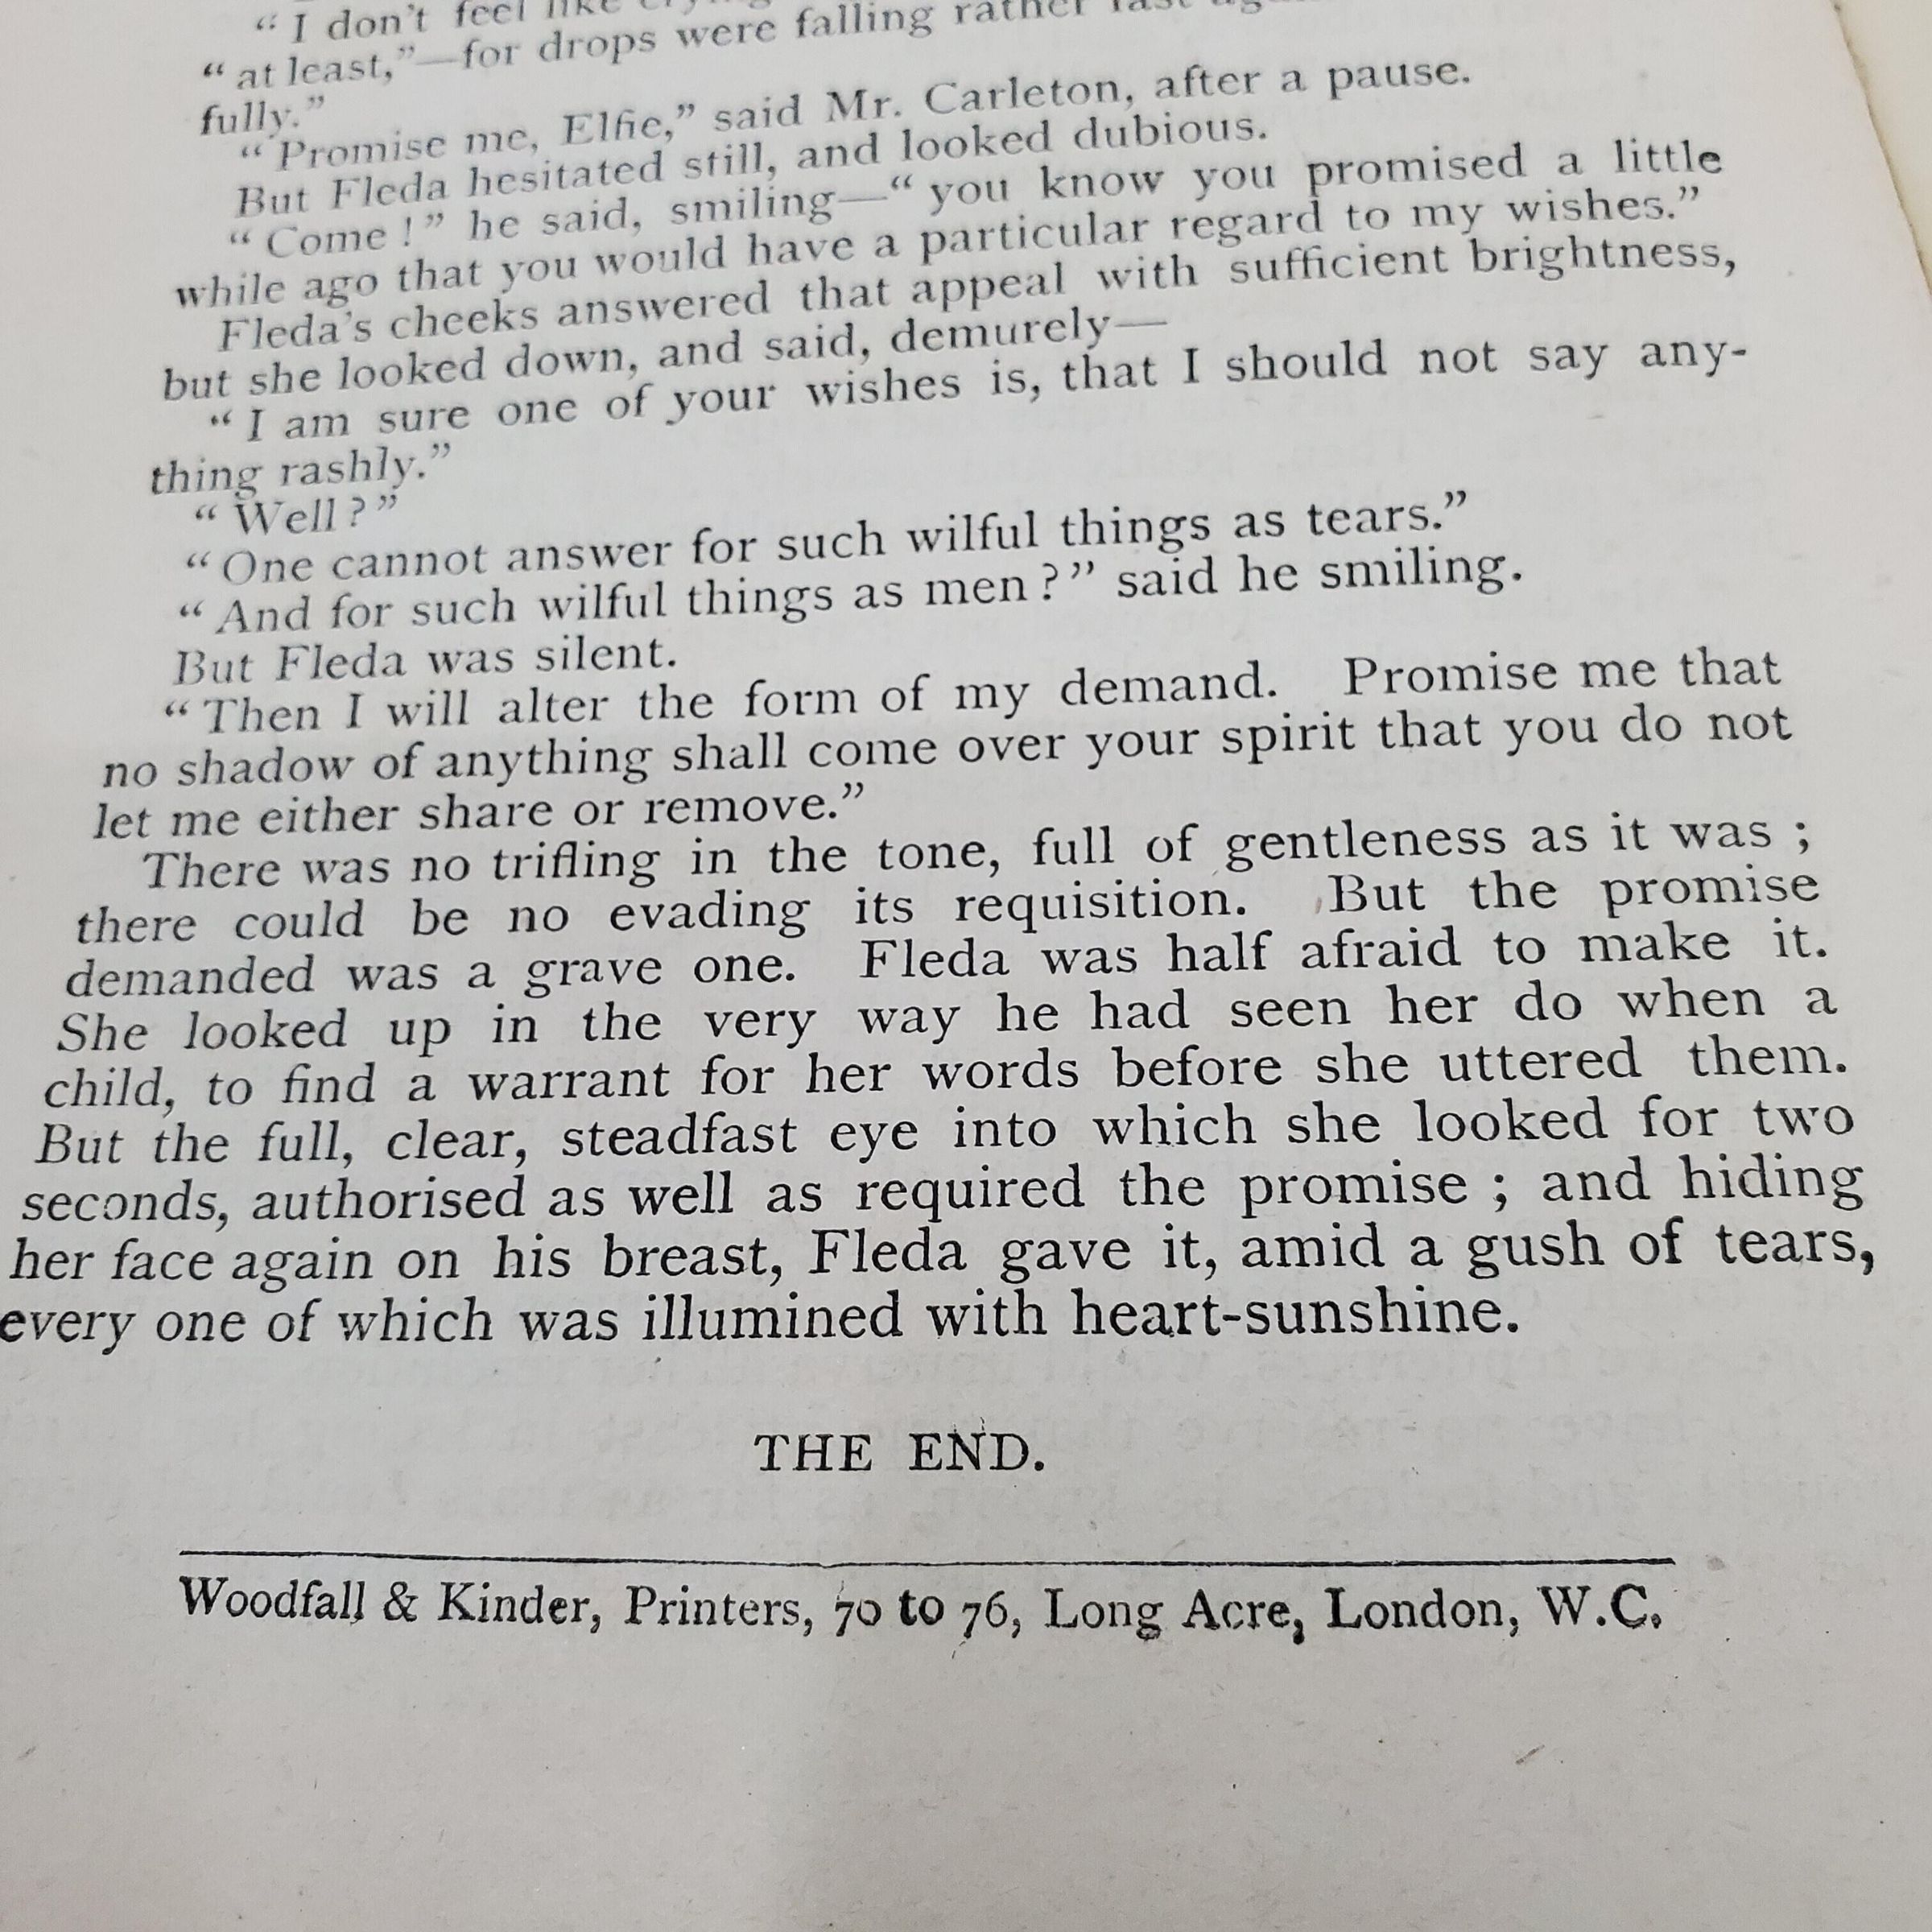 “ I don't feel like
“ at least,”—for drops were falling rather
fully.”
“ Promise me, Elfie,” said Mr. Carleton, after a pause.
But Fleda hesitated still, and looked dubious.
“ Come ! ” he said, smiling—“ you know you promised a little
while ago that you would have a particular regard to my wishes.”
Fleda's cheeks answered that appeal with sufficient brightness,
but she looked down, and said, demurely—
“ I am sure one of your wishes is, that I should not say any-
thing rashly.”
“ Well ? ”
“ One cannot answer for such wilful things as tears.”
“ And for such wilful things as men ? ” said he smiling.
But Fleda was silent.
“ Then I will alter the form of my demand. Promise me that
no shadow of anything shall come over your spirit that you do not
let me either share or remove.”
There was no trifling in the tone, full of gentleness as it was ;
there could be no evading its requisition. But the promise
demanded was a grave one. Fleda was half afraid to make it.
She looked up in the very way he had seen her do when a
child, to find a warrant for her words before she uttered them.
But the full, clear, steadfast eye into which she looked for two
seconds, authorised as well as required the promise ; and hiding
her face again on his breast, Fleda gave it, amid a gush of tears,
every one of which was illumined with heart-sunshine.
THE END.
Woodfall & Kinder, Printers, 70 to 76, Long Acre, London, W.C.